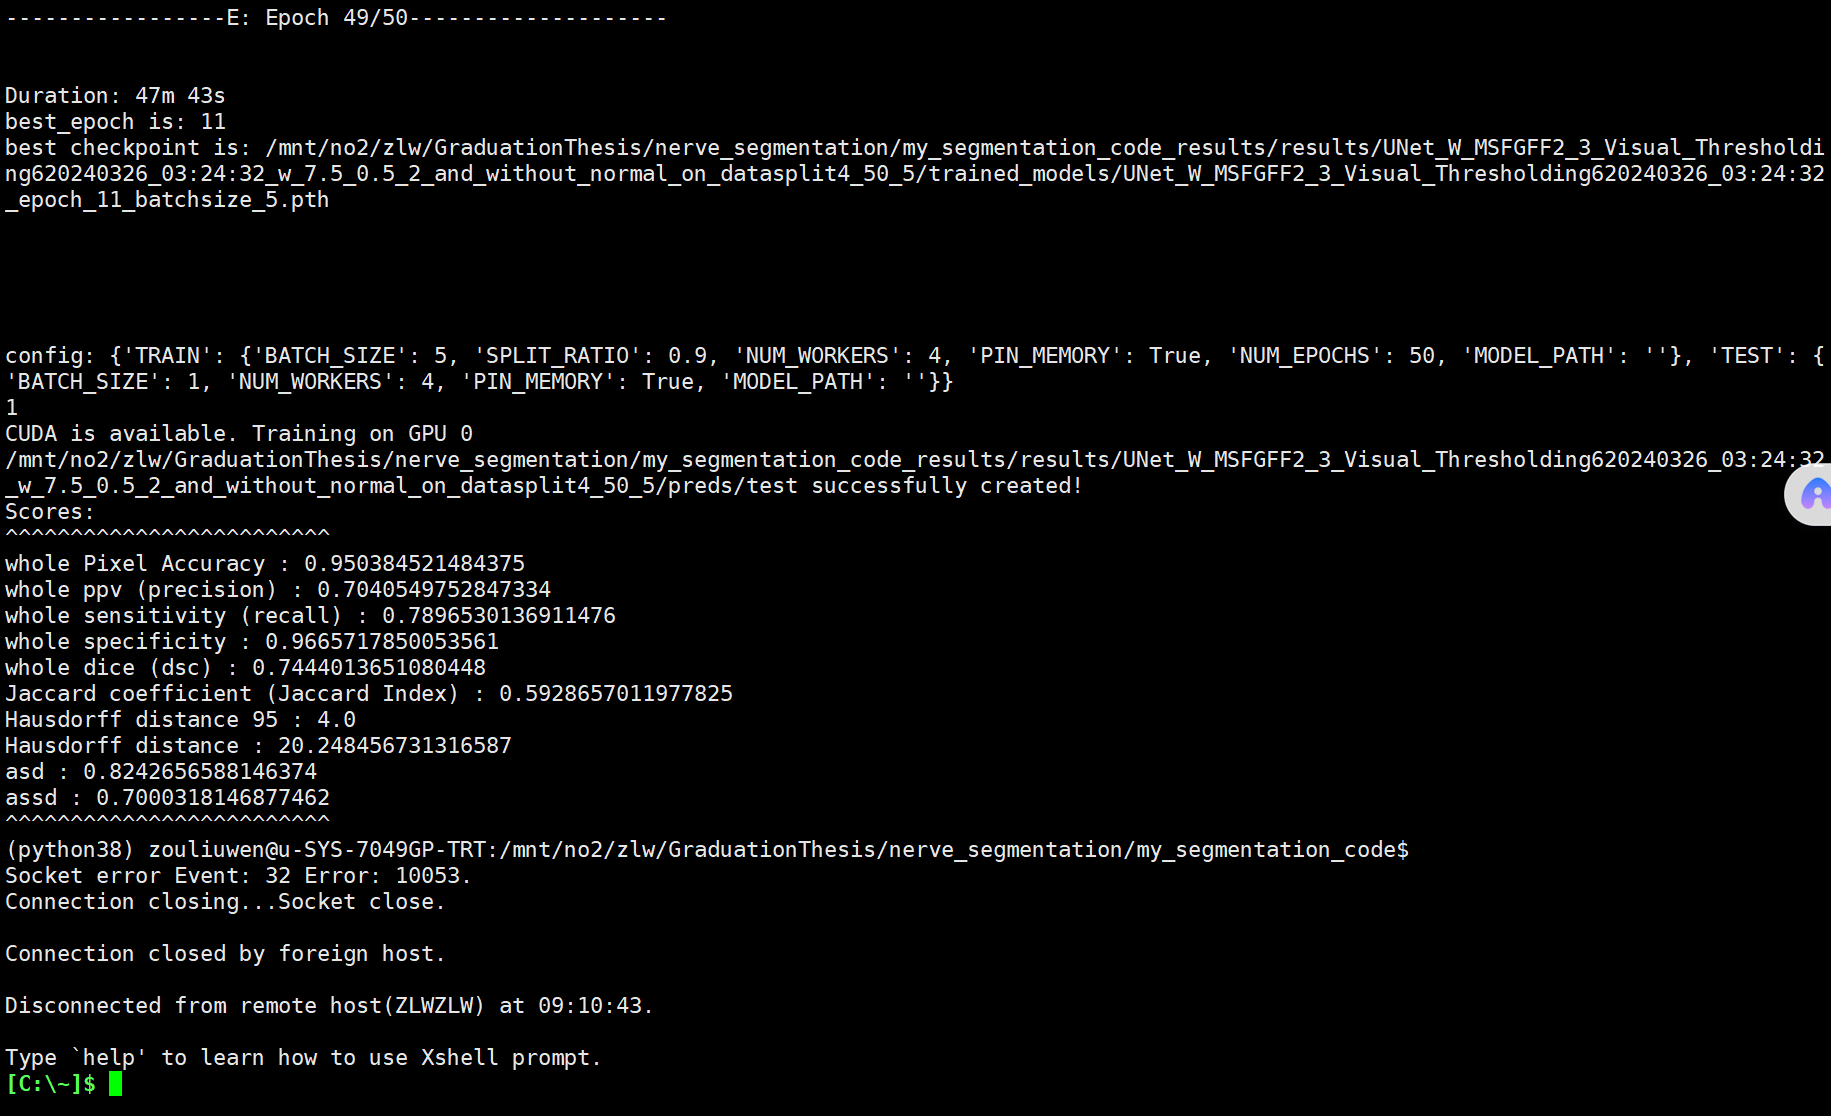 -----------------E: Epoch 49/50--------------------
Duration: 47m 43s
best_epoch is: 11
best checkpoint is: /mnt/no2/zlw/GraduationThesis/nerve_segmentation/my_segmentation_code_results/results/UNet_W_MSFGFF2_3_Visual_Thresholdi
ng620240326_03:24:32_w_7.5_0.5_2_and_without_normal_on_datasplit4_50_5/trained_models/UNet_W_MSFGFF2_3_Visual_Thresholding620240326_03:24:32
_epoch_11_batchsize_5.pth
config: {'TRAIN': {'BATCH_SIZE': 5, 'SPLIT_RATIO': 0.9, 'NUM_WORKERS': 4, 'PIN_MEMORY': True, 'NUM_EPOCHS': 50, 'MODEL_PATH': ''}, 'TEST': {
'BATCH_SIZE': 1, 'NUM_WORKERS': 4, 'PIN_MEMORY': True, 'MODEL_PATH': ''}}
1
CUDA is available. Training on GPU 0
/mnt/no2/zlw/GraduationThesis/nerve_segmentation/my_segmentation_code_results/results/UNet_W_MSFGFF2_3_Visual_Thresholding620240326_03:24:32
_w_7.5_0.5_2_and_without_normal_on_datasplit4_50_5/preds/test successfully created!
Scores:
^^^^^^^^^^^^^^^^^^^^^^^^^
whole Pixel Accuracy : 0.950384521484375
whole ppv (precision) : 0.7040549752847334
whole sensitivity (recall) : 0.7896530136911476
whole specificity : 0.9665717850053561
whole dice (dsc) : 0.7444013651080448
Jaccard coefficient (Jaccard Index) : 0.5928657011977825
Hausdorff distance 95 : 4.0
Hausdorff distance : 20.248456731316587
asd : 0.8242656588146374
assd : 0.7000318146877462
^^^^^^^^^^^^^^^^^^^^^^^^^
(python38) zouliuwen@u-SYS-7049GP-TRT:/mnt/no2/zlw/GraduationThesis/nerve_segmentation/my_segmentation_code$
Socket error Event: 32 Error: 10053.
Connection closing...Socket close.
Connection closed by foreign host.
Disconnected from remote host(ZLWZLW) at 09:10:43.
Type `help' to learn how to use Xshell prompt.
[C:\~]$